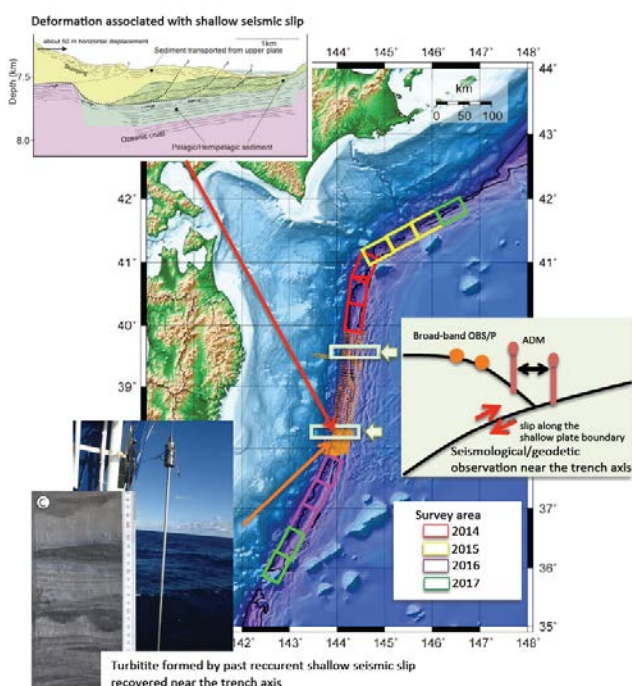 Deformation associated with shallow seismic slip
about 60 m horizontal displacement
1km
Sediment transported from upper plate
Depth (km)
7.5
8.0
Oceanic crust
Pelagic/Hemipelagic sediment
144° 145° 146° 147° 148°
44°
km
0 50 100
43°
42°
42°
41°
41°
40°
39°
38°
37°
36°
35°
142° 143° 144° 145° 146° 147° 148°
Broad-band OBS/P
ADM
slip along the
shallow plate boundary
Seismological/geodetic
observation near the trench axis
Survey area
2014
2015
2016
2017
C
Turbitite formed by past reccurent shallow seismic slip
recovered near the trench axis